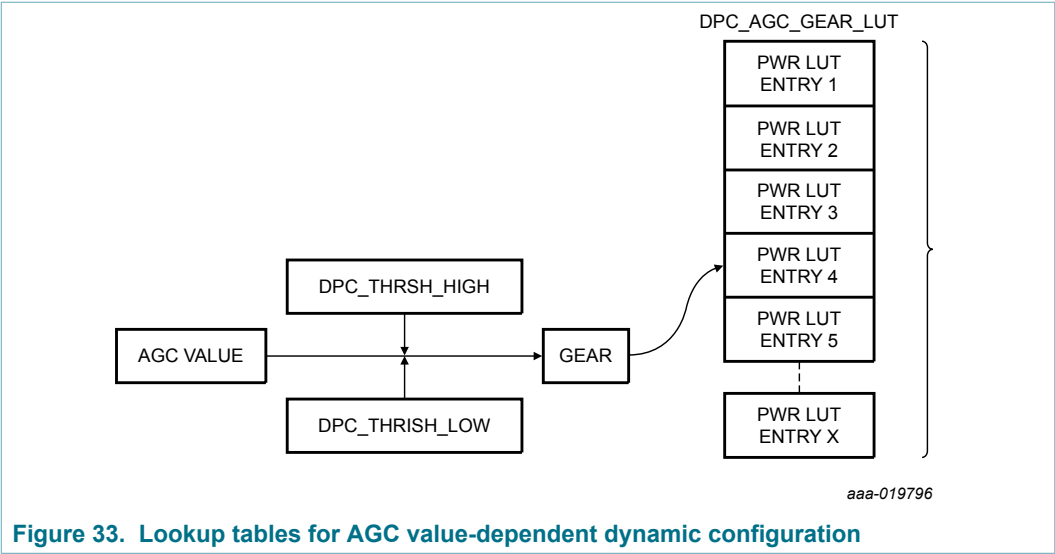 DPC_AGC_GEAR_LUT
PWR LUT
ENTRY 1
PWR LUT
ENTRY 2
PWR LUT
ENTRY 3
PWR LUT
ENTRY 4
PWR LUT
ENTRY 5
PWR LUT
ENTRY X
DPC_THRSH_HIGH
AGC VALUE
GEAR
DPC_THRISH_LOW
aaa-019796
Figure 33. Lookup tables for AGC value-dependent dynamic configuration